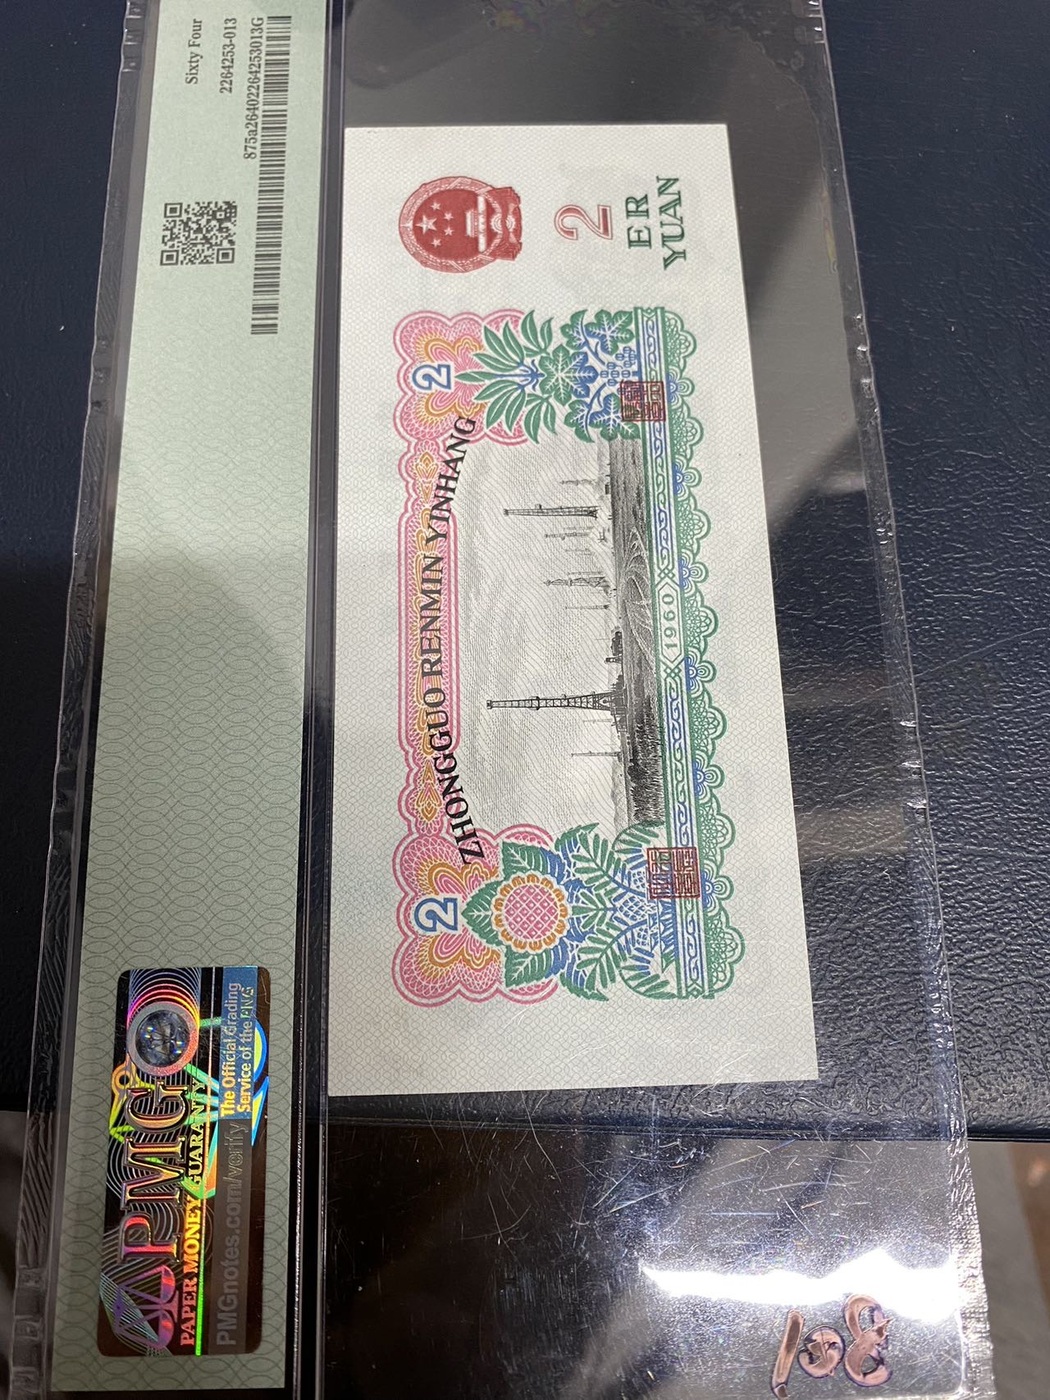 Sixty Four
2264253-013
875a2640226425301​3G
PMG
PAPER MONEY GUARANTY
The Official Grading
Service of the PNG
PMGnotes.com/verify
ZHONGGUO RENMIN YINHANG
2
2
2
ER
YUAN
1960
108